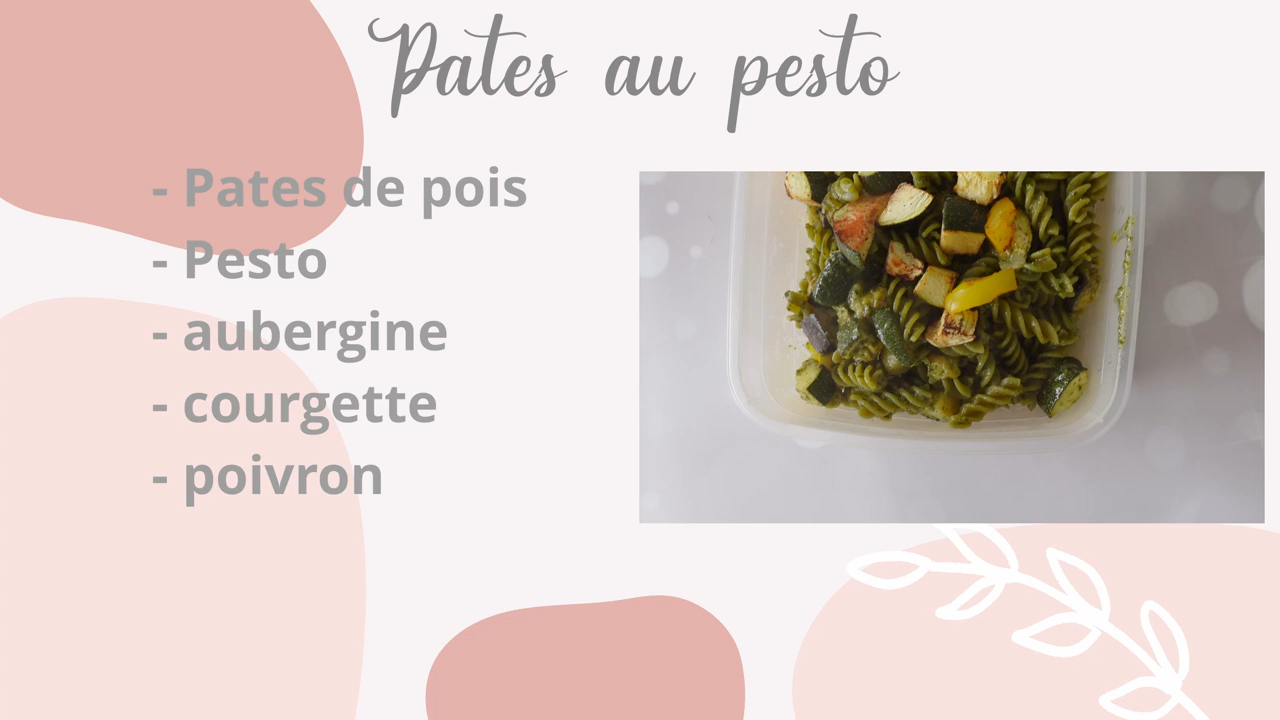 Pates au pesto
- Pates de pois
- Pesto
- aubergine
- courgette
- poivron